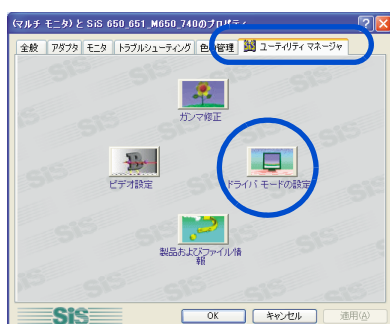 (マルチ モニタ) と SiS 650_651_M650_740のプロパティ
全般 アダプタ モニタ トラブルシューティング 色の管理 ユーティリティ マネージャ
ガンマ修正
ビデオ設定
ドライバ モードの設定
製品およびファイル情
報
SiS
OK キャンセル 適用(A)